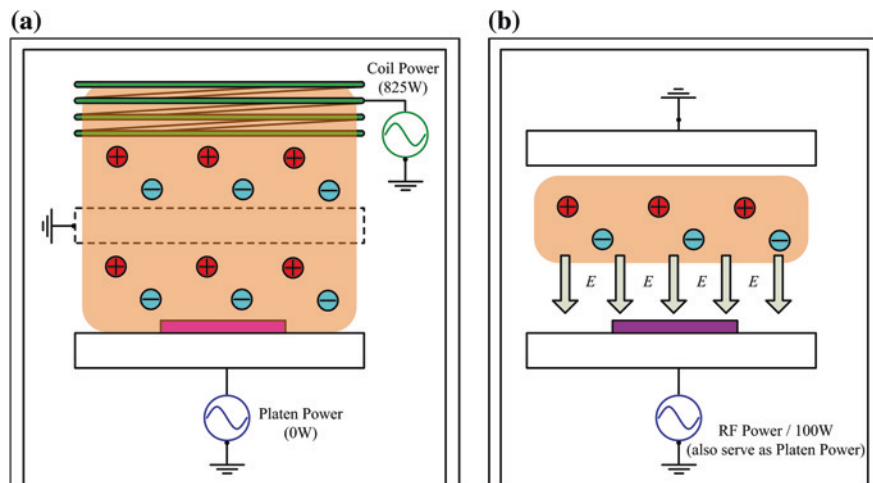 (a)
Coil Power
(825W)
Platen Power
(0W)
(b)
E E E E
RF Power / 100W
(also serve as Platen Power)